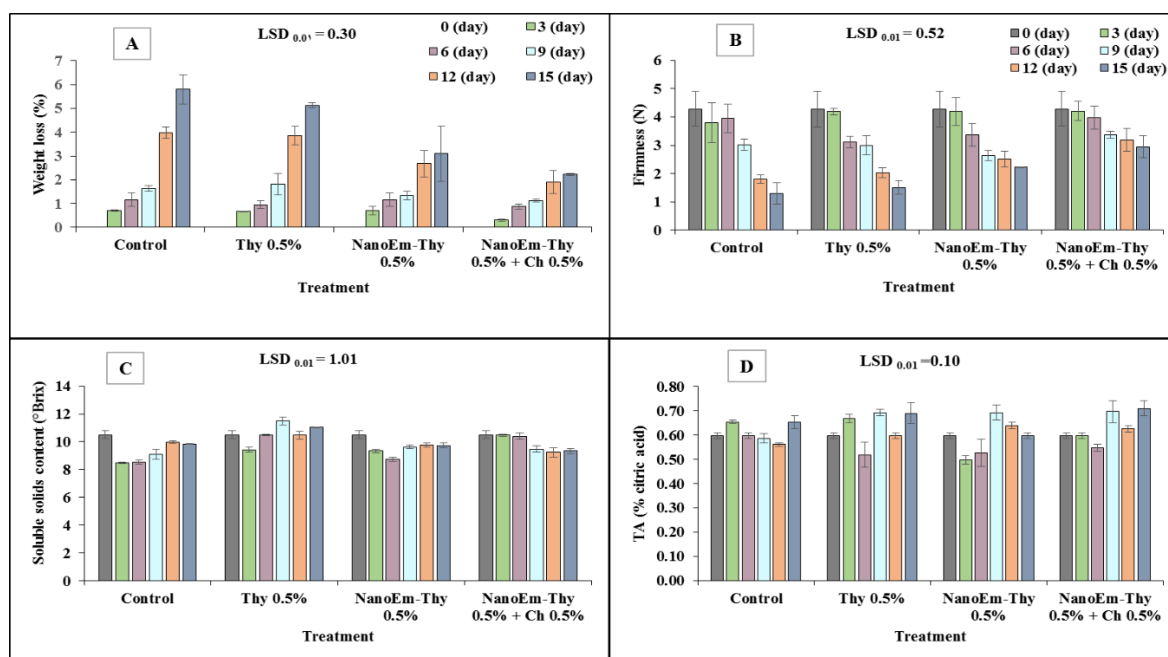 A
LSD 0.01 = 0.30
0 (day) 3 (day)
6 (day) 9 (day)
12 (day) 15 (day)
Weight loss (%)
7
6
5
4
3
2
1
0
Control Thy 0.5% NanoEm-Thy 0.5% NanoEm-Thy 0.5% + Ch 0.5%
Treatment
B
LSD 0.01 = 0.52
0 (day) 3 (day)
6 (day) 9 (day)
12 (day) 15 (day)
Firmness (N)
6
5
4
3
2
1
0
Control Thy 0.5% NanoEm-Thy 0.5% NanoEm-Thy 0.5% + Ch 0.5%
Treatment
C
LSD 0.01 = 1.01
Soluble solids content (°Brix)
14
12
10
8
6
4
2
0
Control Thy 0.5% NanoEm-Thy 0.5% NanoEm-Thy 0.5% + Ch 0.5%
Treatment
D
LSD 0.01 =0.10
TA (% citric acid)
0.80
0.70
0.60
0.50
0.40
0.30
0.20
0.10
0.00
Control Thy 0.5% NanoEm-Thy 0.5% NanoEm-Thy 0.5% + Ch 0.5%
Treatment